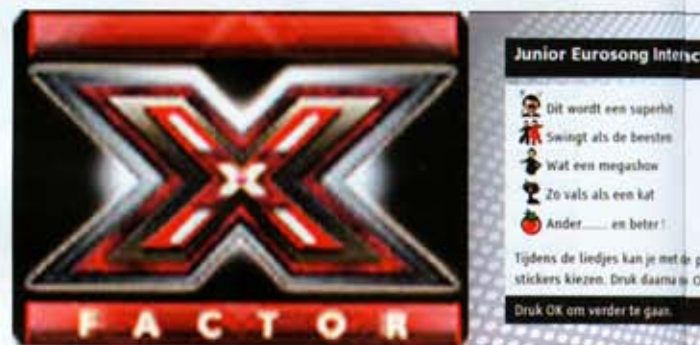 X
FACTOR
Junior Eurosong
Dit wordt een superhit
Swingt als de beesten
Wat een megashow
Zo vals als een kat
Ander...... en beter!
Tijdens de liedjes kan je met de
stickers kiezen. Druk
Druk OK om verder te gaan.